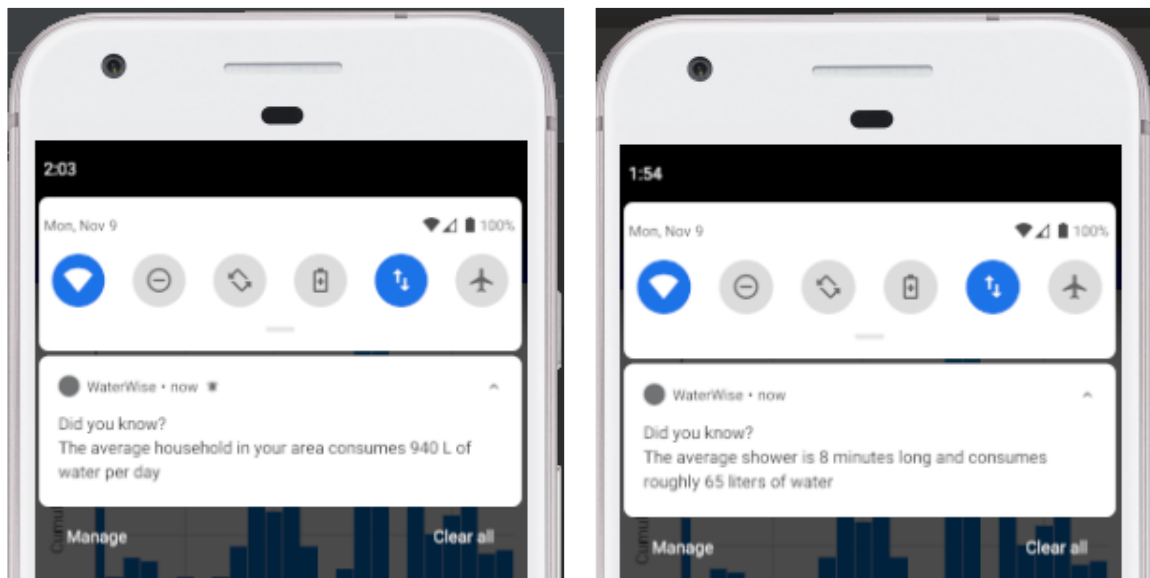 2:03
Mon, Nov 9
100%
WaterWise • now
Did you know?
The average household in your area consumes 940 L of
water per day
Cumu
Manage
Clear all
1:54
Mon, Nov 9
100%
WaterWise • now
Did you know?
The average shower is 8 minutes long and consumes
roughly 65 liters of water
Cumul
Manage
Clear all